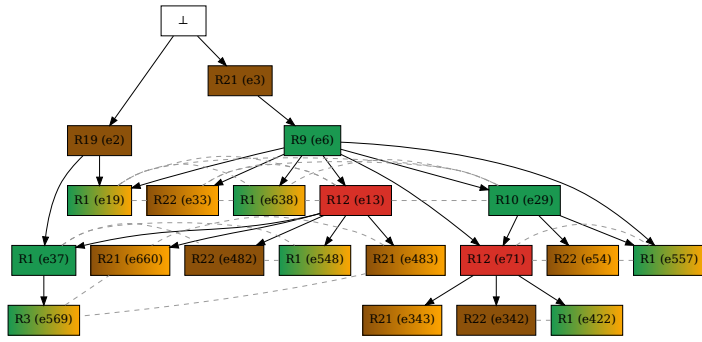 ⊥
R21 (e3)
R19 (e2)
R9 (e6)
R1 (e19)
R22 (e33)
R1 (e638)
R12 (e13)
R10 (e29)
R1 (e37)
R21 (e660)
R22 (e482)
R1 (e548)
R21 (e483)
R12 (e71)
R22 (e54)
R1 (e557)
R3 (e569)
R21 (e343)
R22 (e342)
R1 (e422)